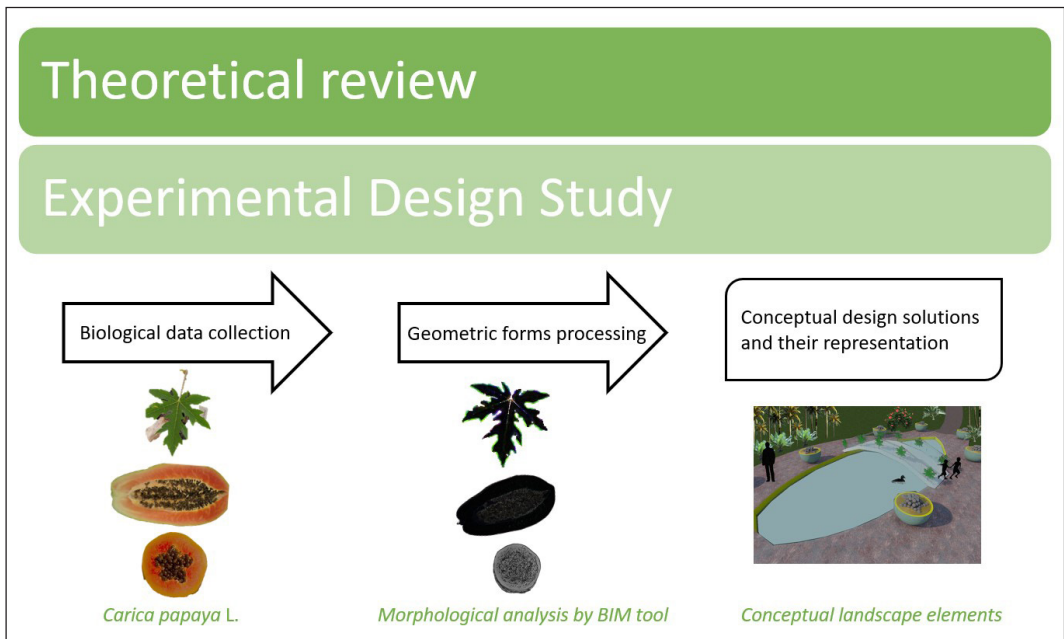 Theoretical review
Experimental Design Study
Biological data collection
Geometric forms processing
Conceptual design solutions
and their representation
Carica papaya L.
Morphological analysis by BIM tool
Conceptual landscape elements